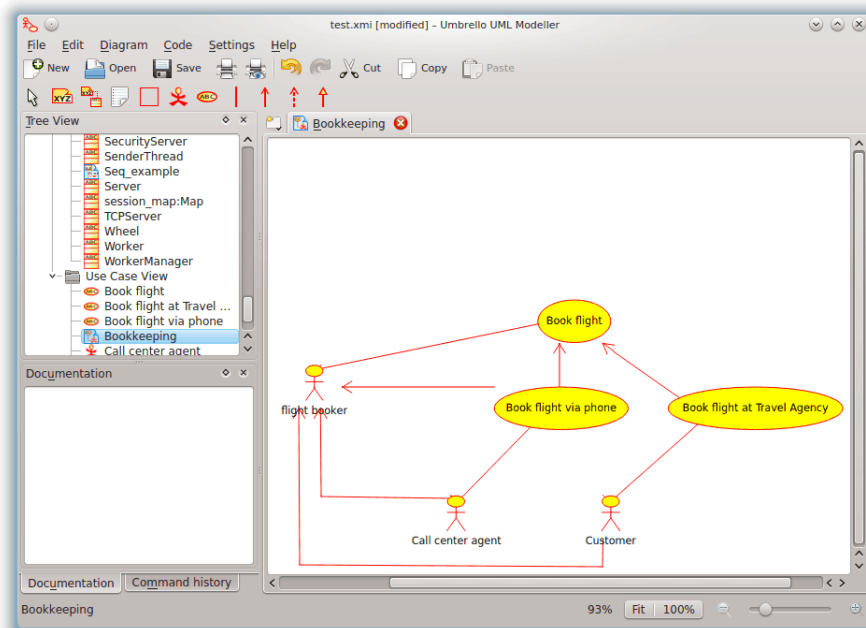 test.xmi [modified] – Umbrello UML Modeller
File Edit Diagram Code Settings Help
New Open Save Cut Copy Paste
XYZ ABC
Tree View
Bookkeeping
SecurityServer
SenderThread
Seq_example
Server
session_map:Map
TCPServer
Wheel
Worker
WorkerManager
Use Case View
Book flight
Book flight at Travel ...
Book flight via phone
Bookkeeping
Call center agent
Documentation
Book flight
flight booker
Book flight via phone
Book flight at Travel Agency
Call center agent
Customer
Documentation Command history
Bookkeeping
93% Fit 100%